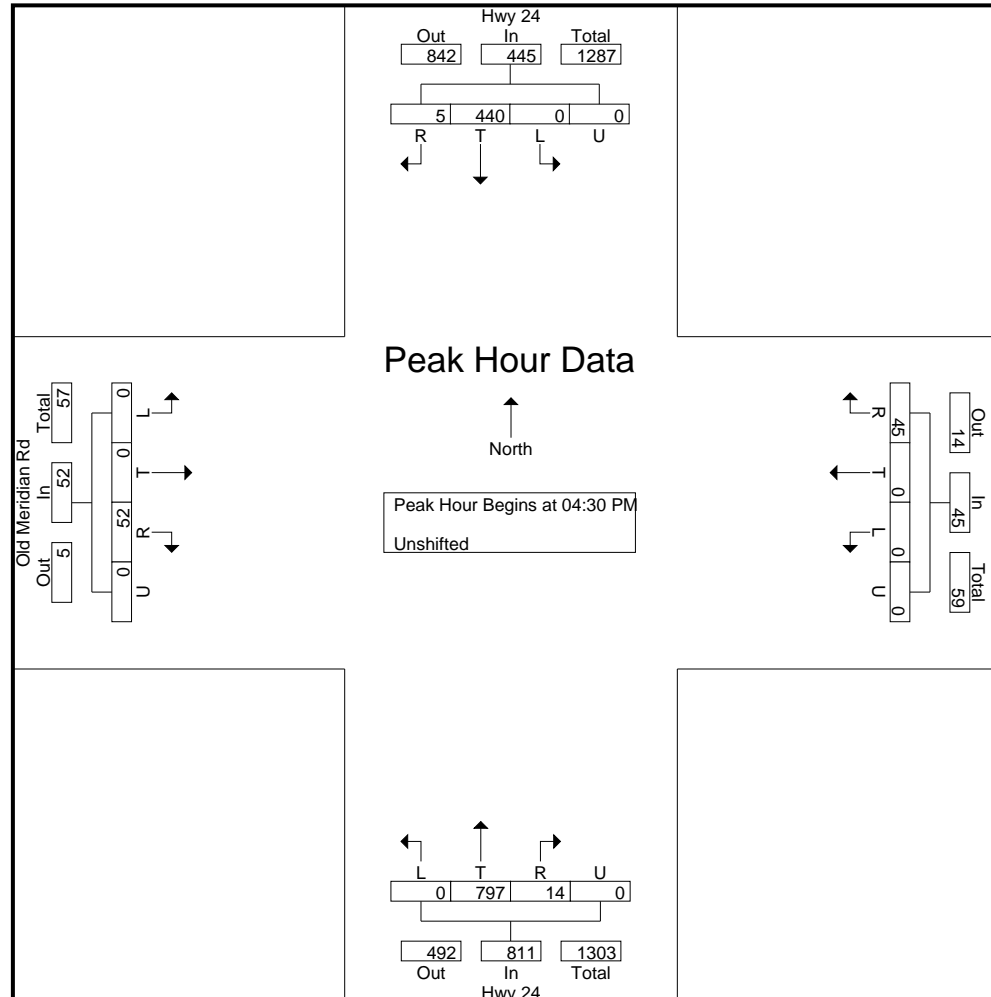 Hwy 24
Out In Total
842 445 1287
5 440 0 0
R T L U
Peak Hour Data
North
Peak Hour Begins at 04:30 PM
Unshifted
Old Meridian Rd
Total In Out
57 52 5
0 0 52 0
L T R U
R T L U
45 0 0 0
Out In Total
14 45 59
L T R U
0 797 14 0
492 811 1303
Out In Total
Hwy 24